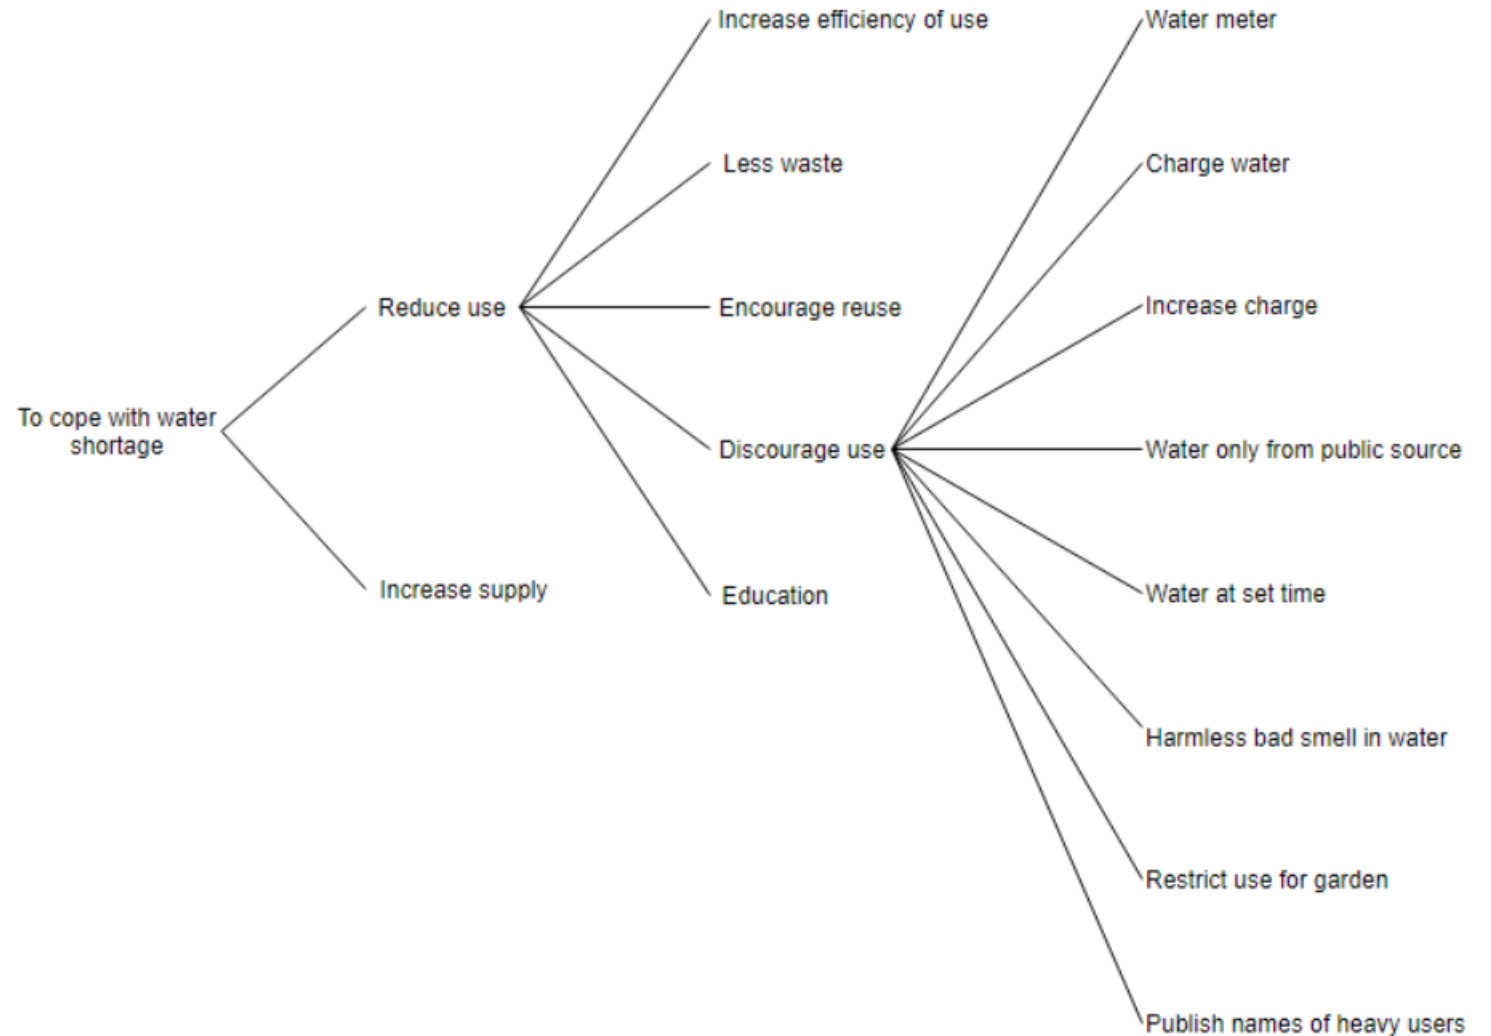 Increase efficiency of use
Water meter
Less waste
Charge water
Reduce use
Encourage reuse
Increase charge
To cope with water
shortage
Discourage use
Water only from public source
Increase supply
Education
Water at set time
Harmless bad smell in water
Restrict use for garden
Publish names of heavy users